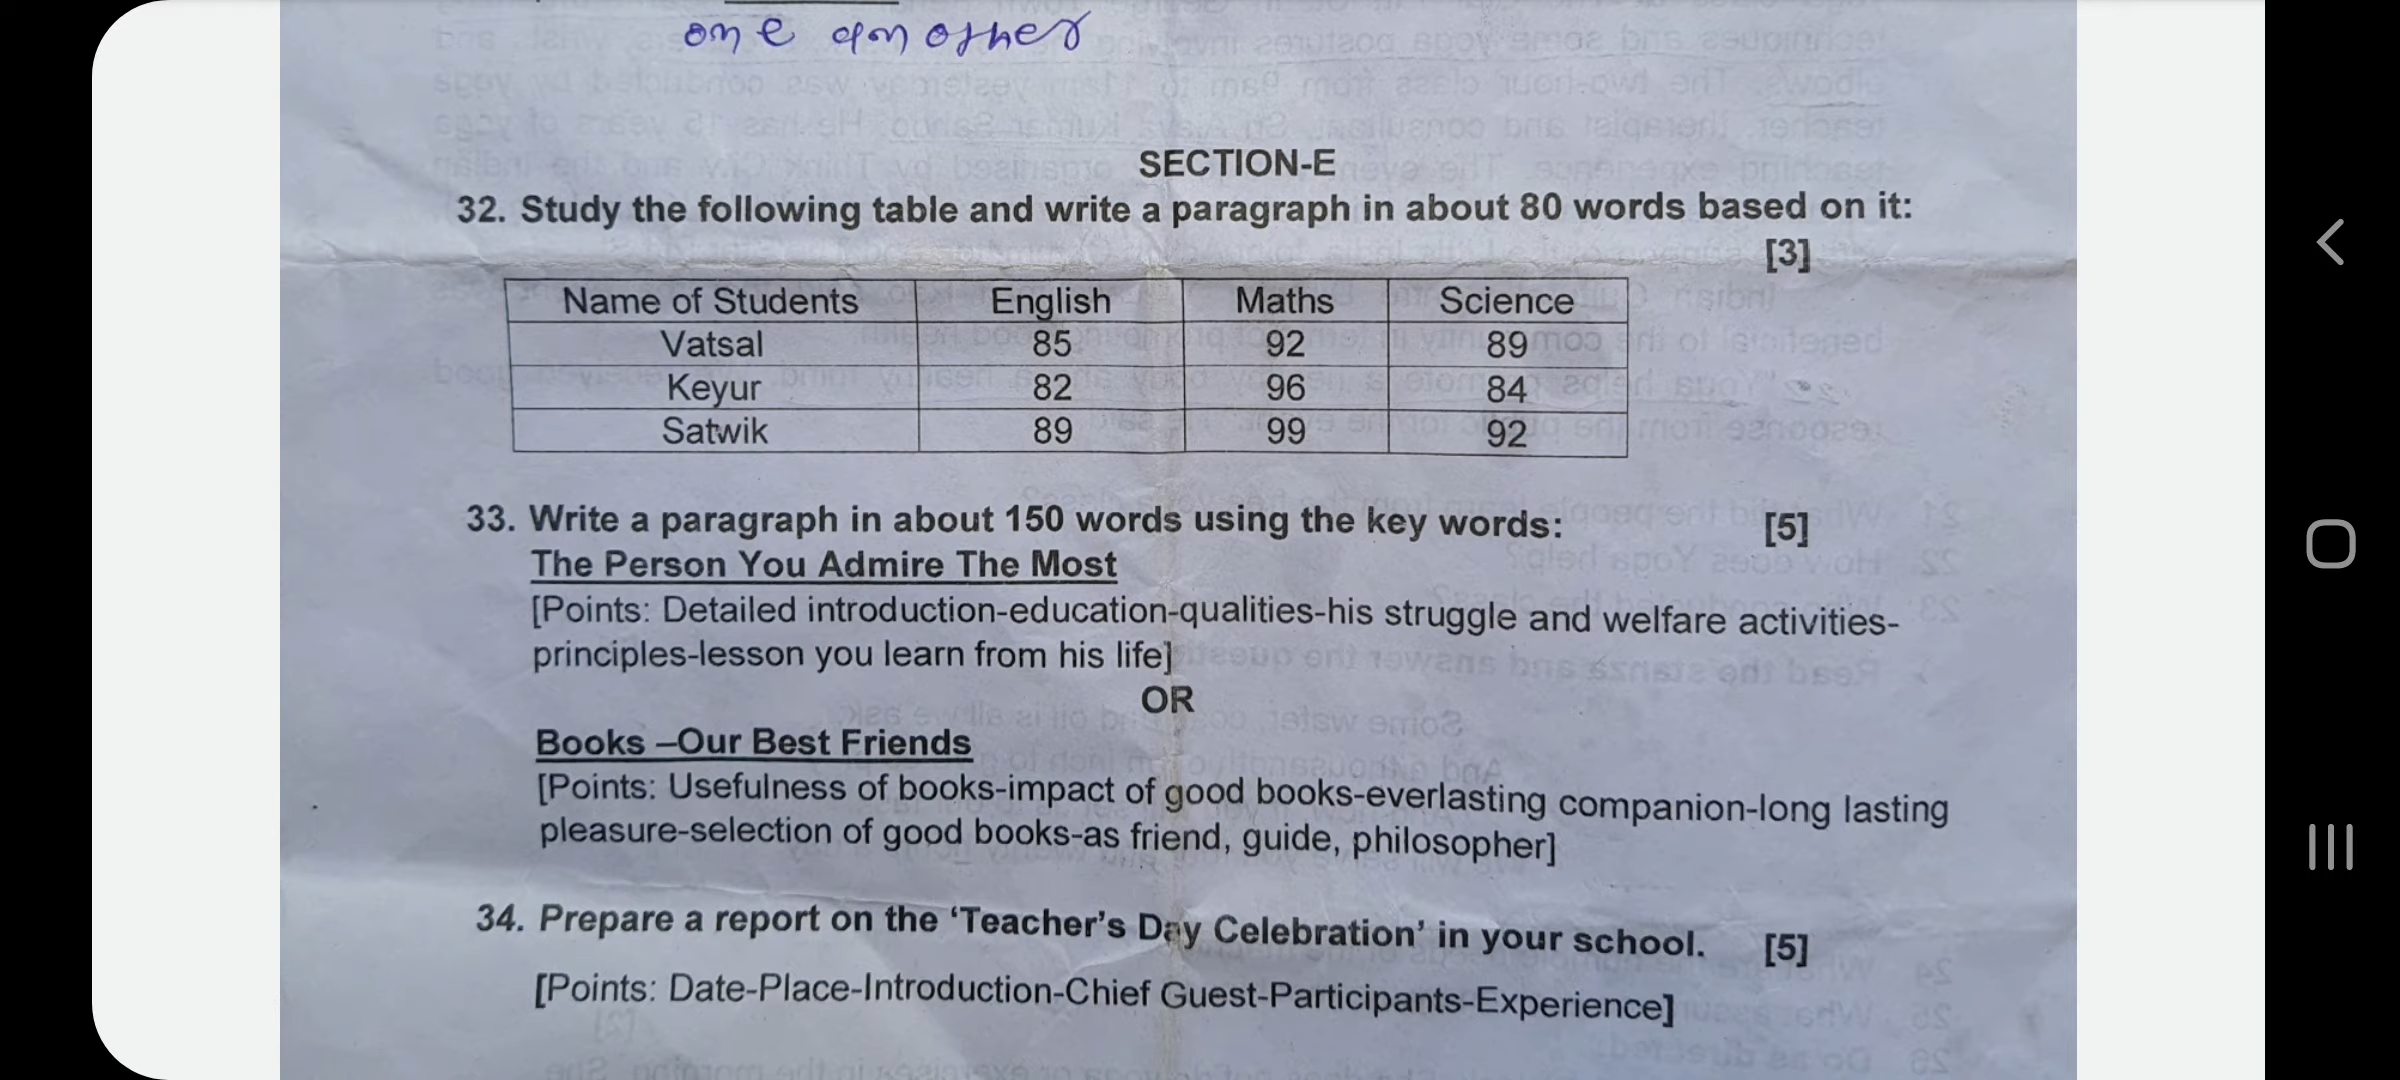 one another
SECTION-E
32. Study the following table and write a paragraph in about 80 words based on it:
[3]
Name of Students English Maths Science
Vatsal 85 92 89
Keyur 82 96 84
Satwik 89 99 92
33. Write a paragraph in about 150 words using the key words: [5]
The Person You Admire The Most
[Points: Detailed introduction-education-qualities-his struggle and welfare activities-
principles-lesson you learn from his life]
OR
Books –Our Best Friends
[Points: Usefulness of books-impact of good books-everlasting companion-long lasting
pleasure-selection of good books-as friend, guide, philosopher]
34. Prepare a report on the ‘Teacher’s Day Celebration’ in your school. [5]
[Points: Date-Place-Introduction-Chief Guest-Participants-Experience]